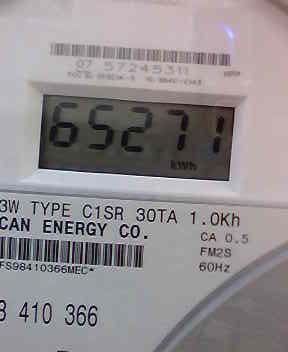 07 57245311
65271
kWh
3W TYPE C1SR 30TA 1.0Kh
CAN ENERGY CO.
CA 0.5
FM2S
60Hz
FS98410366MEC*
8 410 366